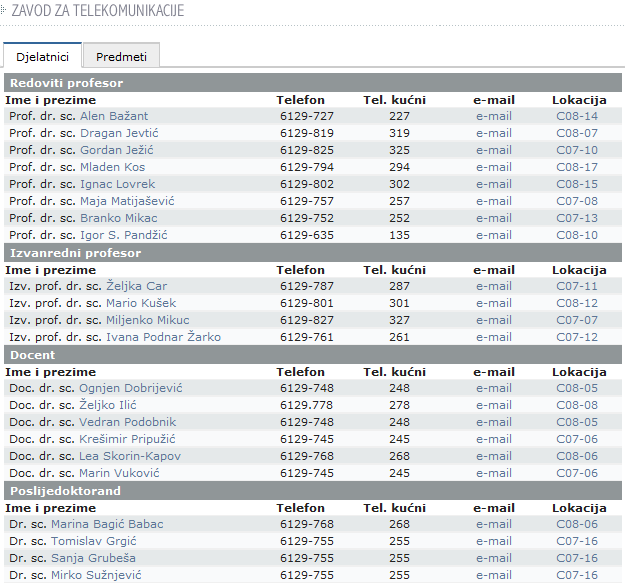 ZAVOD ZA TELEKOMUNIKACIJE
Djelatnici Predmeti
Redoviti profesor
Ime i prezime Telefon Tel. kućni e-mail Lokacija
Prof. dr. sc. Alen Bažant 6129-727 227 e-mail C08-14
Prof. dr. sc. Dragan Jevtić 6129-819 319 e-mail C08-07
Prof. dr. sc. Gordan Ježić 6129-825 325 e-mail C07-10
Prof. dr. sc. Mladen Kos 6129-794 294 e-mail C08-17
Prof. dr. sc. Ignac Lovrek 6129-802 302 e-mail C08-15
Prof. dr. sc. Maja Matijašević 6129-757 257 e-mail C07-08
Prof. dr. sc. Branko Mikac 6129-752 252 e-mail C07-13
Prof. dr. sc. Igor S. Pandžić 6129-635 135 e-mail C08-10
Izvanredni profesor
Ime i prezime Telefon Tel. kućni e-mail Lokacija
Izv. prof. dr. sc. Željka Car 6129-787 287 e-mail C07-11
Izv. prof. dr. sc. Mario Kušek 6129-801 301 e-mail C08-12
Izv. prof. dr. sc. Miljenko Mikuc 6129-827 327 e-mail C07-07
Izv. prof. dr. sc. Ivana Podnar Žarko 6129-761 261 e-mail C07-12
Docent
Ime i prezime Telefon Tel. kućni e-mail Lokacija
Doc. dr. sc. Ognjen Dobrijević 6129-748 248 e-mail C08-05
Doc. dr. sc. Željko Ilić 6129.778 278 e-mail C08-08
Doc. dr. sc. Vedran Podobnik 6129-748 248 e-mail C08-05
Doc. dr. sc. Krešimir Pripužić 6129-745 245 e-mail C07-06
Doc. dr. sc. Lea Skorin-Kapov 6129-768 268 e-mail C08-06
Doc. dr. sc. Marin Vuković 6129-745 245 e-mail C07-06
Poslijedoktorand
Ime i prezime Telefon Tel. kućni e-mail Lokacija
Dr. sc. Marina Bagić Babac 6129-768 268 e-mail C08-06
Dr. sc. Tomislav Grgić 6129-755 255 e-mail C07-16
Dr. sc. Sanja Grubeša 6129-755 255 e-mail C07-16
Dr. sc. Mirko Sužnjević 6129-755 255 e-mail C07-16